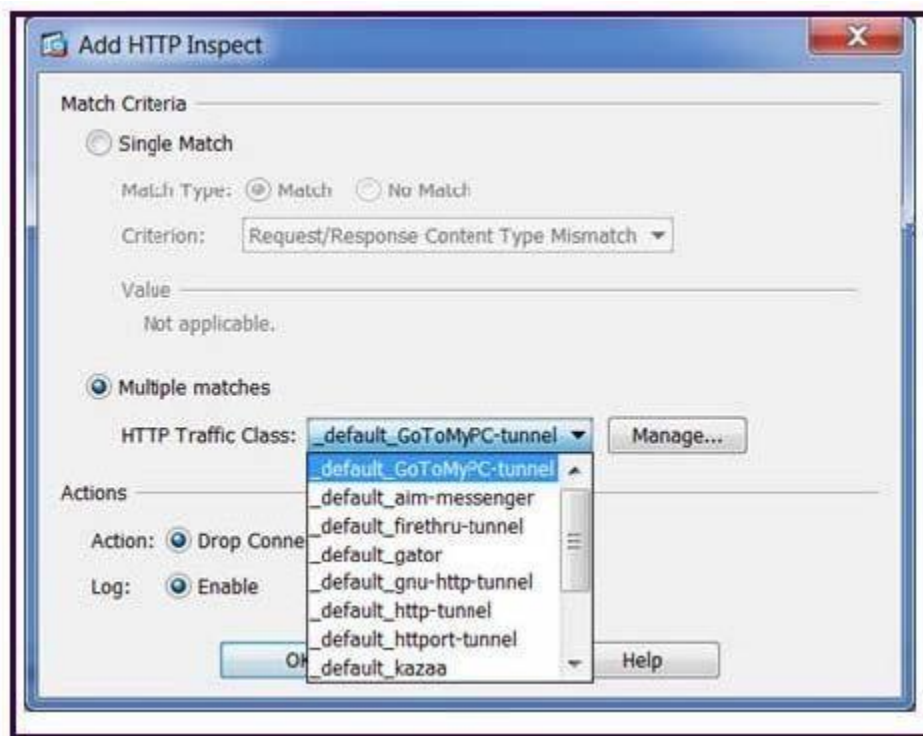 Add HTTP Inspect
Match Criteria
Single Match
Match Type: Match No Match
Criterion: Request/Response Content Type Mismatch
Value
Not applicable.
Multiple matches
HTTP Traffic Class: _default_GoToMyPC-tunnel Manage...
_default_GoToMyPC-tunnel
_default_aim-messenger
Actions
_default_firethru-tunnel
Action: Drop Conne
_default_gator
Log: Enable
_default_gnu-http-tunnel
_default_http-tunnel
_default_httport-tunnel
OK Help
_default_kazaa